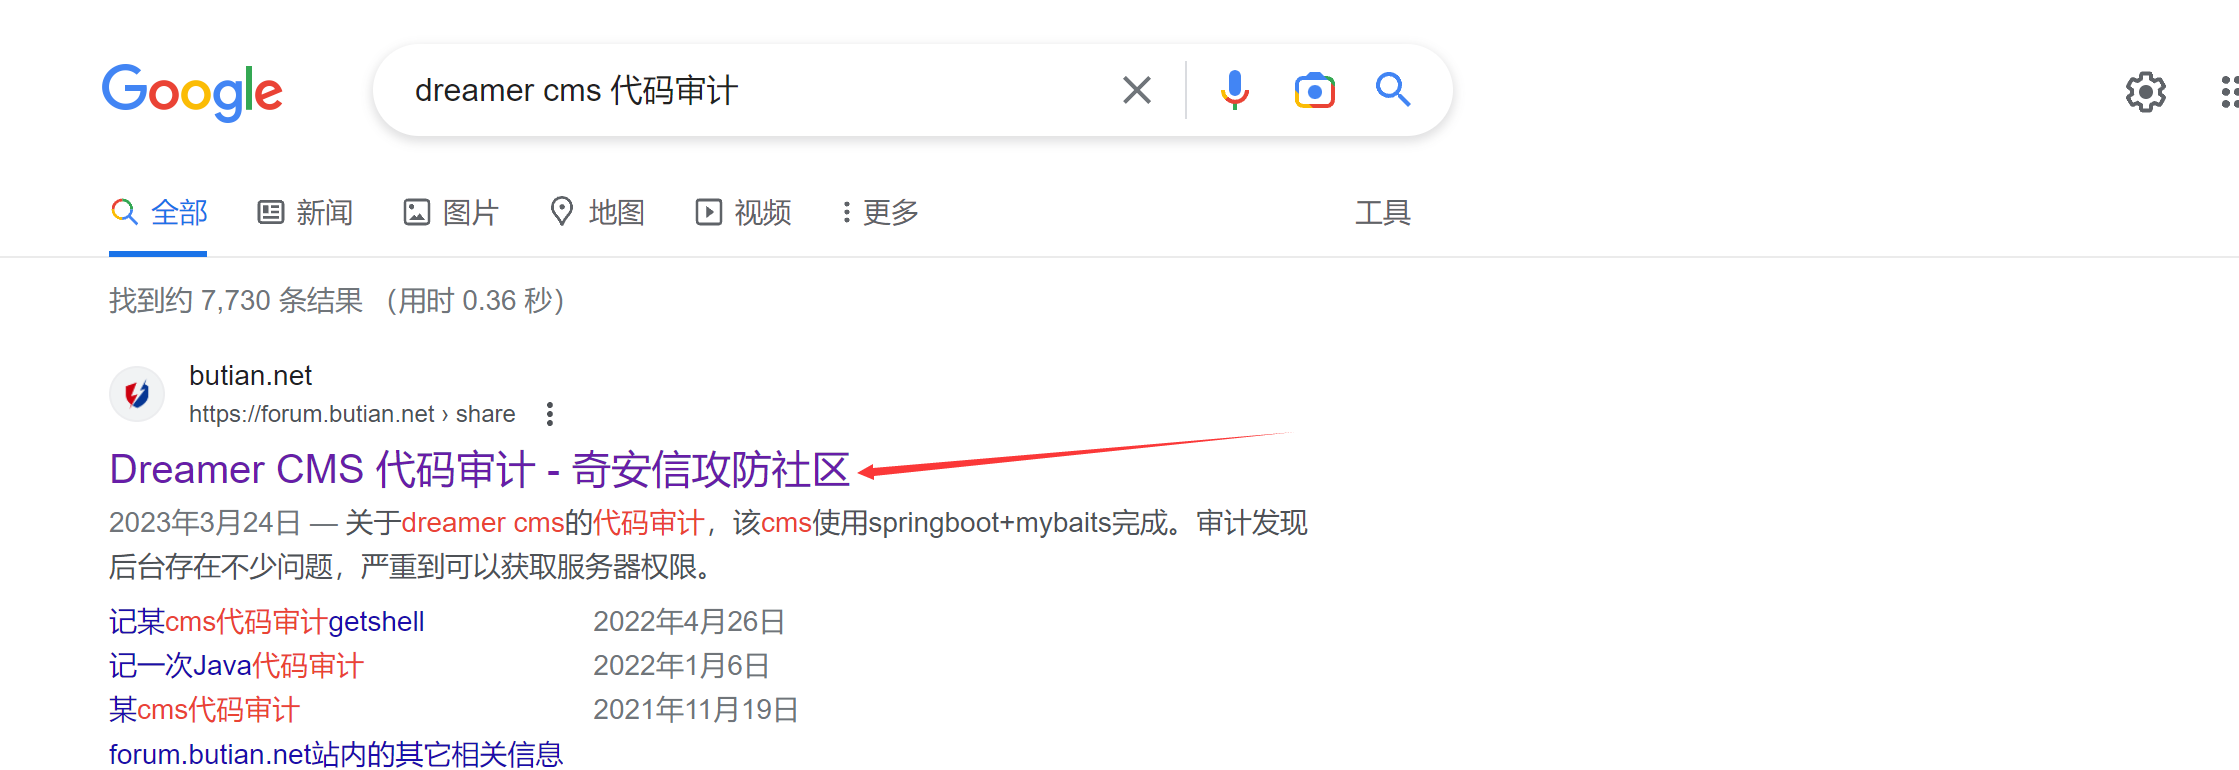 Google
dreamer cms 代码审计
全部 新闻 图片 地图 视频 更多 工具
找到约 7,730 条结果 （用时 0.36 秒）
butian.net
https://forum.butian.net › share
Dreamer CMS 代码审计 - 奇安信攻防社区
2023年3月24日 — 关于dreamer cms的代码审计，该cms使用springboot+mybaits完成。审计发现
后台存在不少问题，严重到可以获取服务器权限。
记某cms代码审计getshell 2022年4月26日
记一次Java代码审计 2022年1月6日
某cms代码审计 2021年11月19日
forum.butian.net站内的其它相关信息